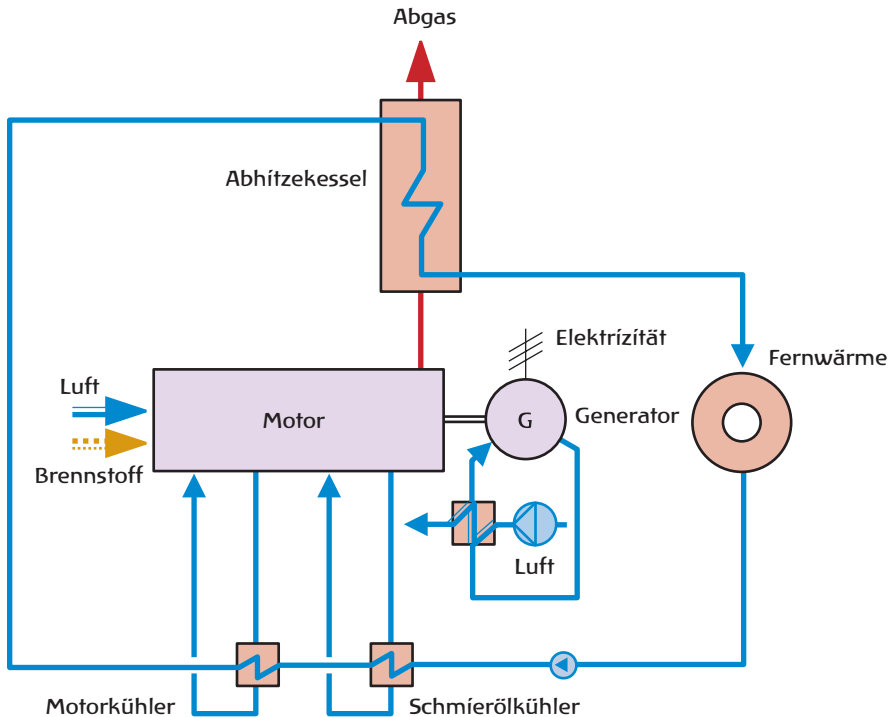 Abgas
Abhitzekessel
Elektrizität
Fernwärme
Luft
Motor
G
Generator
Brennstoff
Luft
Motorkühler
Schmierölkühler